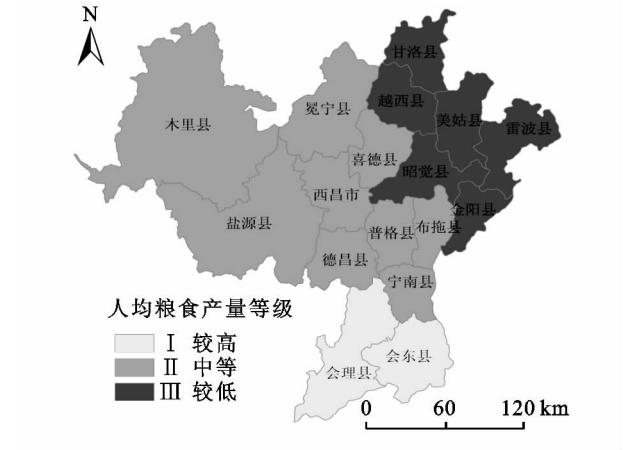 N
甘洛县
越西县
冕宁县
木里县
美姑县
雷波县
喜德县
昭觉县
西昌市
盐源县
金阳县
普格县
布拖县
德昌县
宁南县
人均粮食产量等级
Ⅰ 较高
Ⅱ 中等
Ⅲ 较低
会东县
会理县
0 60 120 km